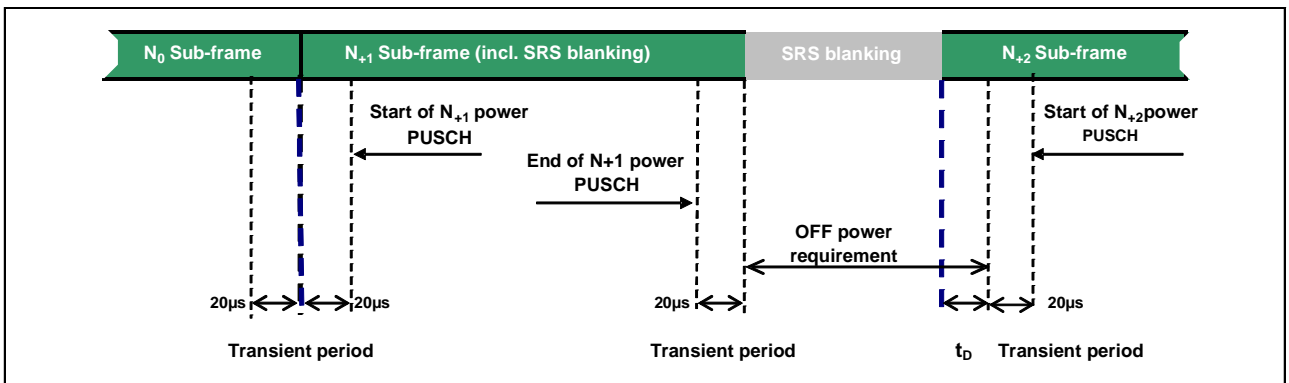 N0 Sub-frame
N+1 Sub-frame (incl. SRS blanking)
SRS blanking
N+2 Sub-frame
Start of N+1 power
PUSCH
Start of N+2power
PUSCH
End of N+1 power
PUSCH
OFF power
requirement
20µs
20µs
20µs
20µs
Transient period
Transient period
tD
Transient period